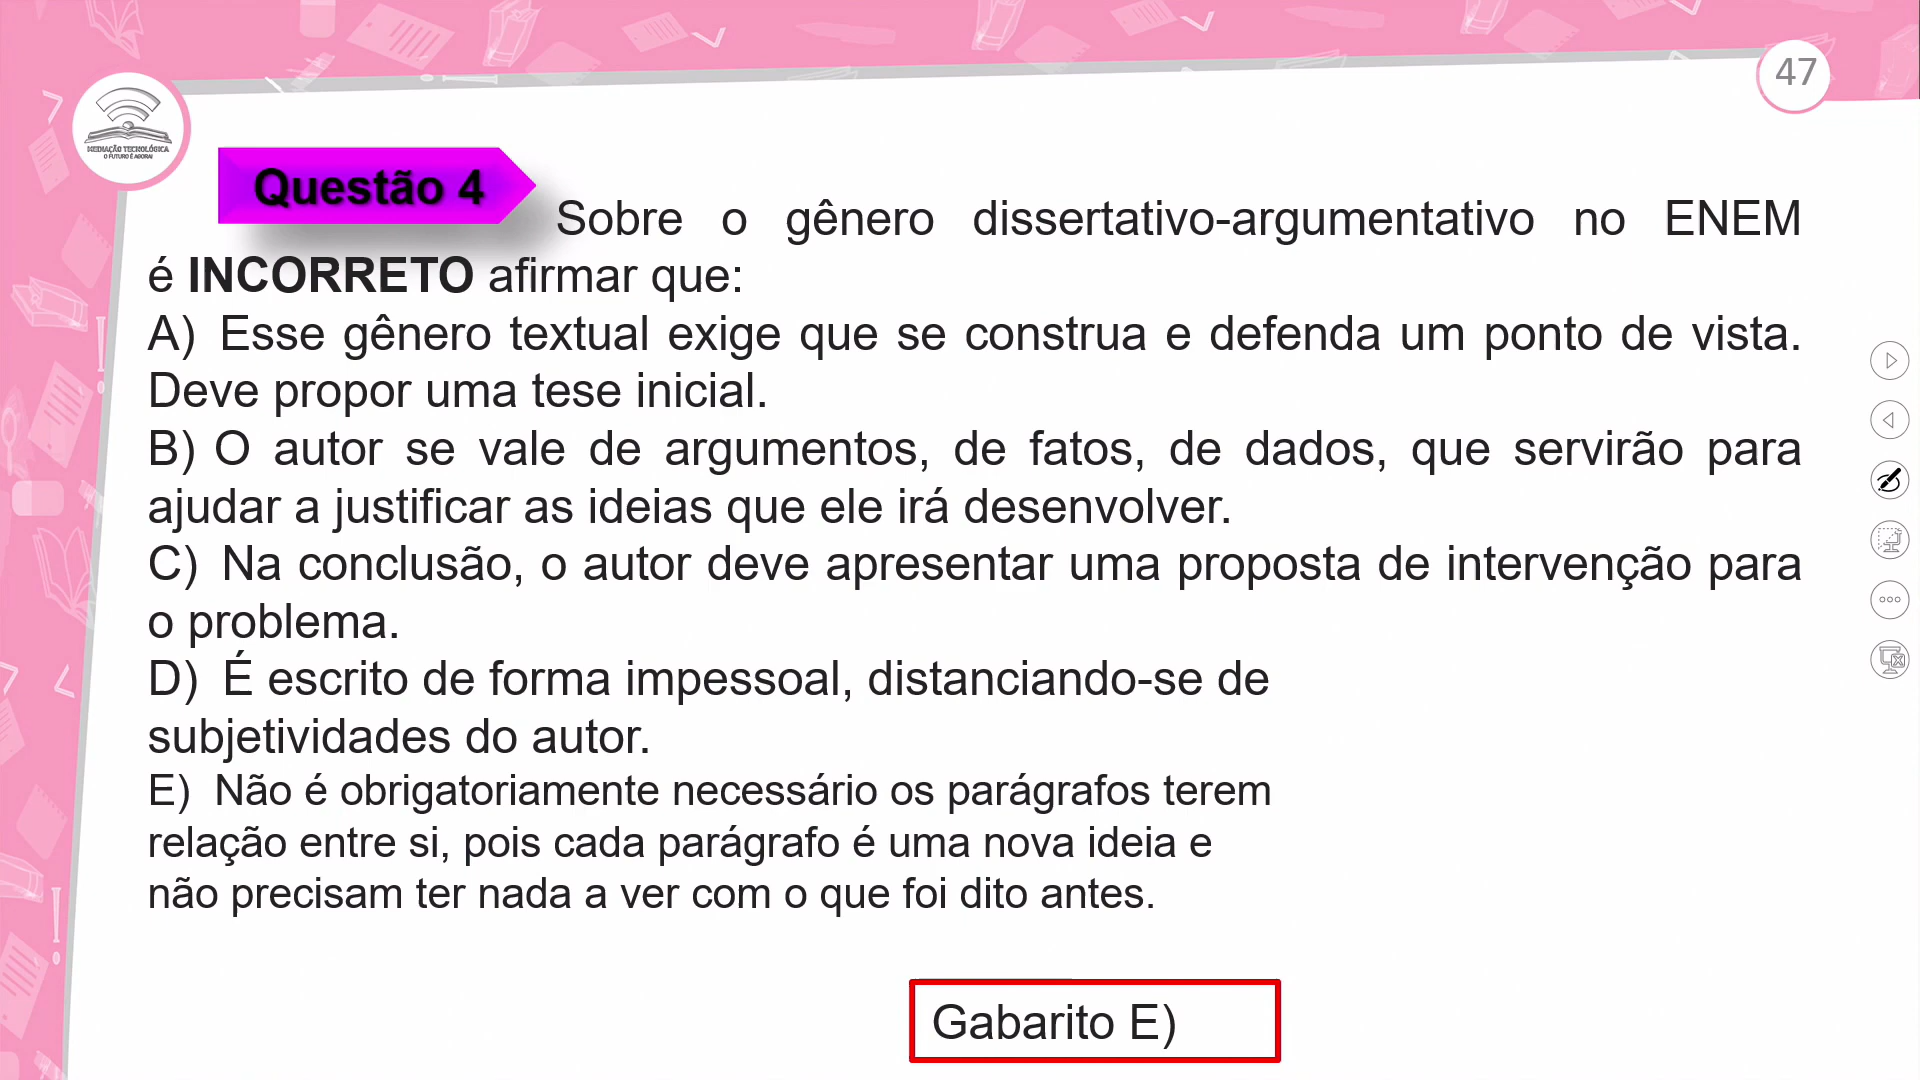 47
MEDIAÇÃO TECNOLÓGICA
O FUTURO É AGORA!
Questão 4
Sobre o gênero dissertativo-argumentativo no ENEM
é INCORRETO afirmar que:
A) Esse gênero textual exige que se construa e defenda um ponto de vista.
Deve propor uma tese inicial.
B) O autor se vale de argumentos, de fatos, de dados, que servirão para
ajudar a justificar as ideias que ele irá desenvolver.
C) Na conclusão, o autor deve apresentar uma proposta de intervenção para
o problema.
D) É escrito de forma impessoal, distanciando-se de
subjetividades do autor.
E) Não é obrigatoriamente necessário os parágrafos terem
relação entre si, pois cada parágrafo é uma nova ideia e
não precisam ter nada a ver com o que foi dito antes.
Gabarito E)